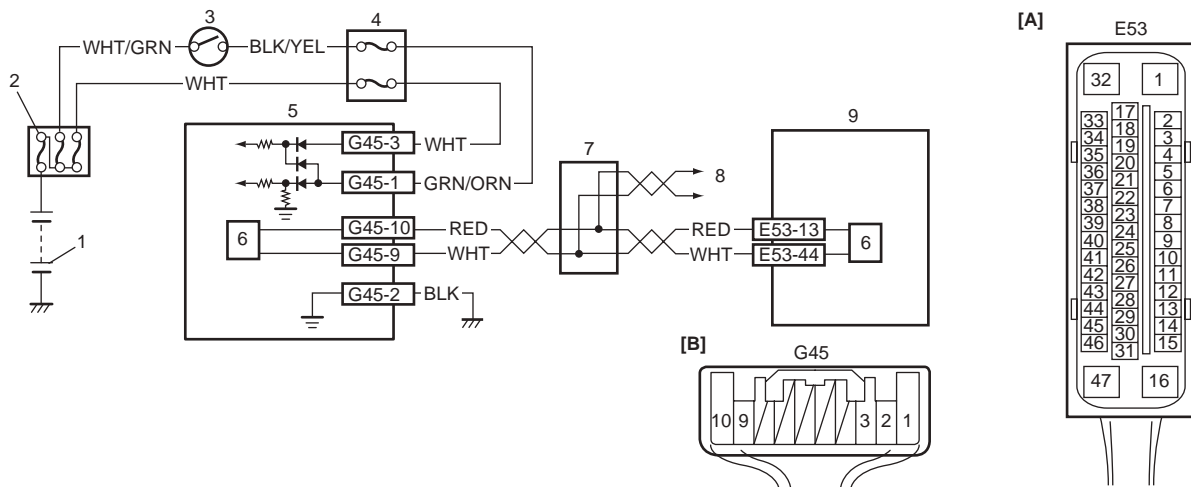 [A]
E53
3
4
WHT/GRN
BLK/YEL
WHT
2
5
9
G45-3
WHT
7
8
G45-1
GRN/ORN
6
G45-10
RED
RED
E53-13
6
G45-9
WHT
WHT
E53-44
1
G45-2
BLK
[B]
G45
10
9
3
2
1
32
1
17
18
19
20
21
22
23
24
25
26
27
28
29
30
31
33
34
35
36
37
38
39
40
41
42
43
44
45
46
2
3
4
5
6
7
8
9
10
11
12
13
14
15
47
16